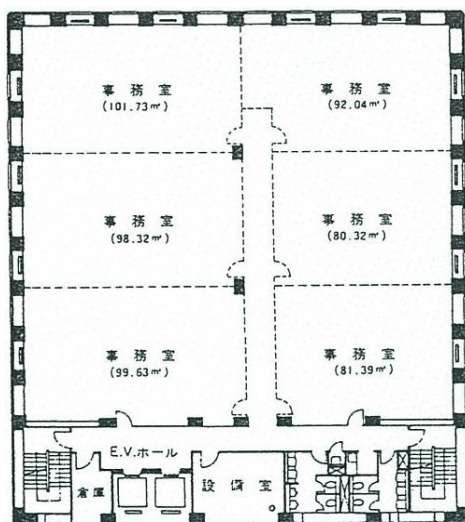 事務室
(101.73㎡)
事務室
(92.04㎡)
事務室
(98.32㎡)
事務室
(80.32㎡)
事務室
(99.63㎡)
事務室
(81.39㎡)
E.V.ホール
倉庫
設備室